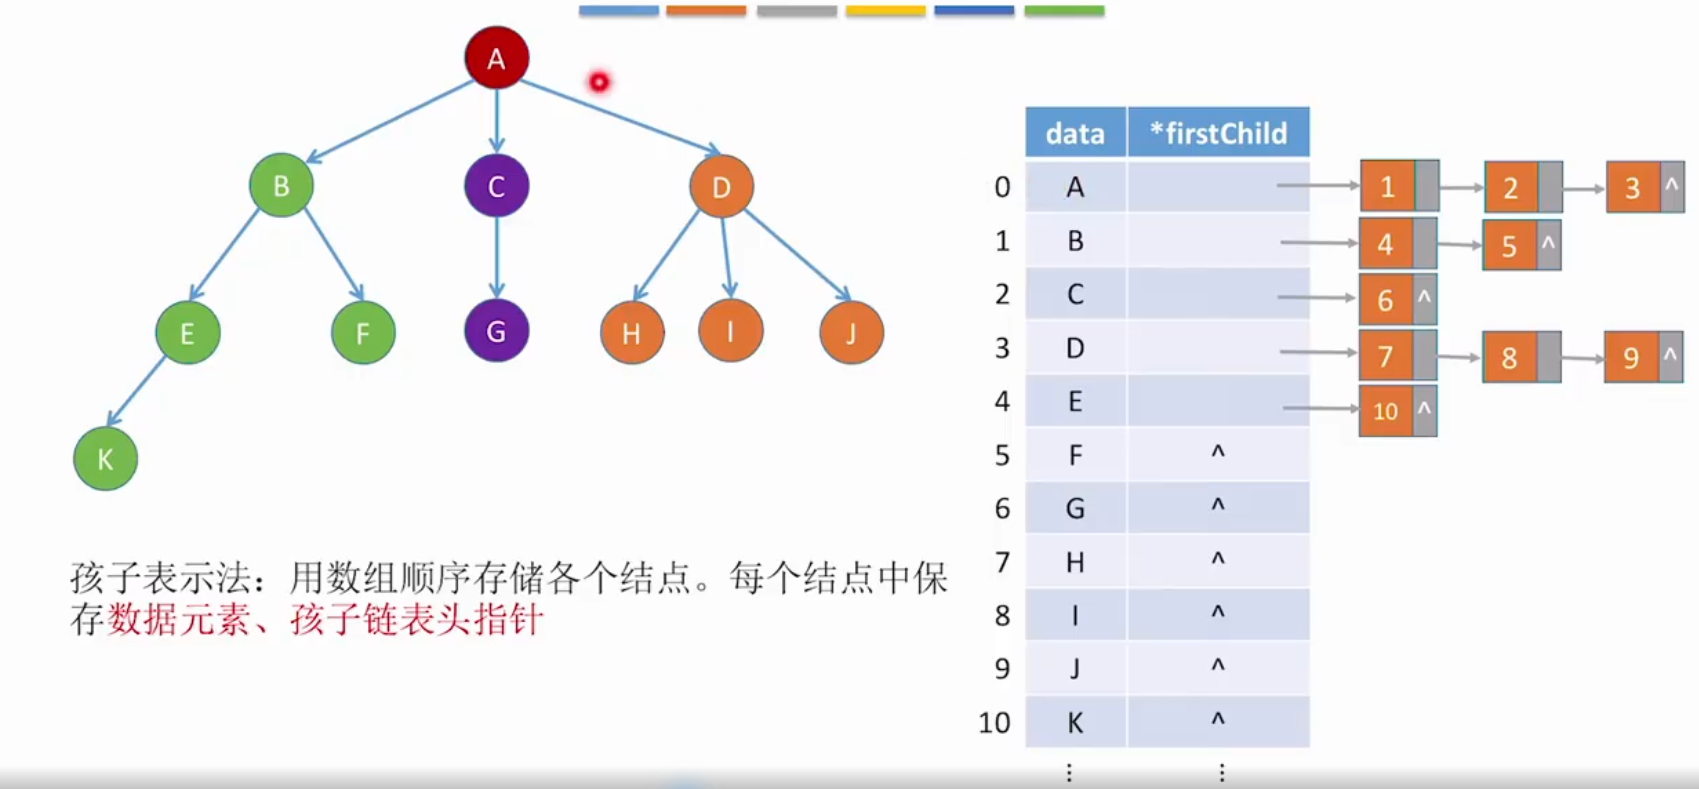 A
B C D
E F G H I J
K
孩子表示法：用数组顺序存储各个结点。每个结点中保
存数据元素、孩子链表头指针
data *firstChild
0 A 1 2 3 ^
1 B 4 5 ^
2 C 6 ^
3 D 7 8 9 ^
4 E 10 ^
5 F ^
6 G ^
7 H ^
8 I ^
9 J ^
10 K ^
⋮ ⋮